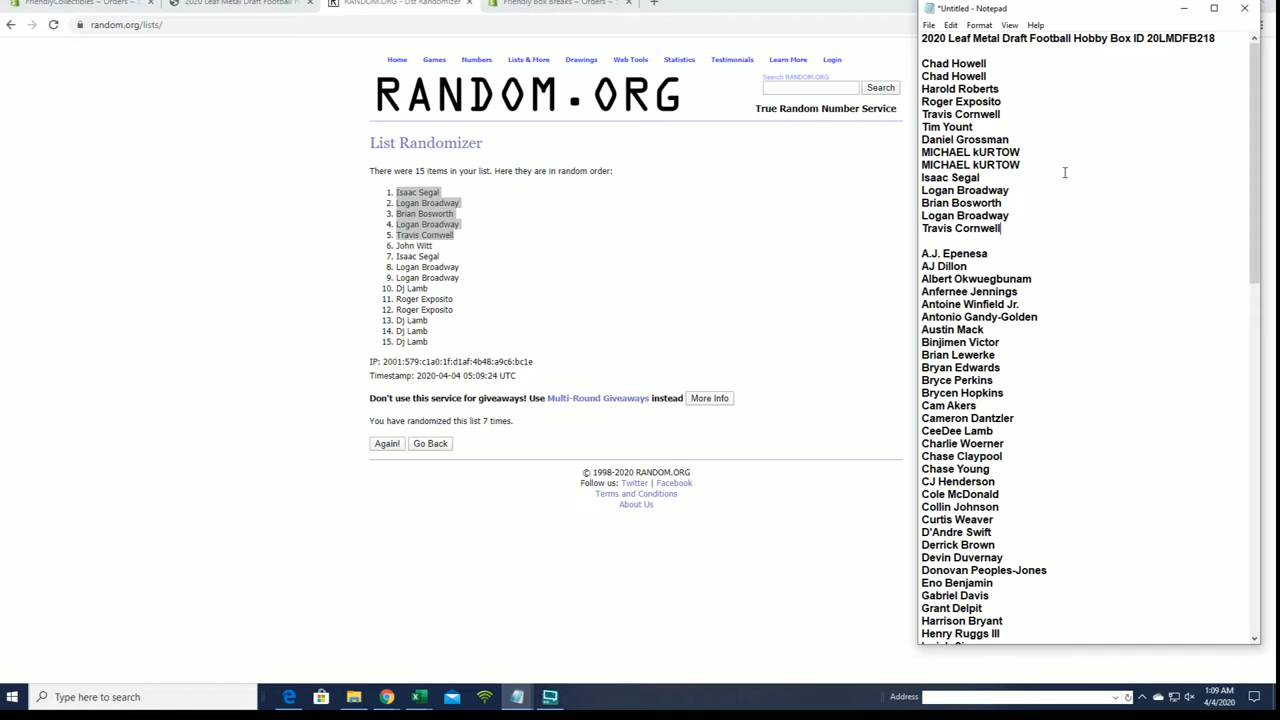 FriendlyCollectibles ~ Orders - S
2020 Leaf Metal Draft Football H
RANDOM.ORG - List Randomizer
Friendly Box Breaks ~ Orders ~ S
random.org/lists/
Home
Games
Numbers
Lists & More
Drawings
Web Tools
Statistics
Testimonials
Learn More
Login
RANDOM.ORG
Search RANDOM.ORG
Search
True Random Number Service
List Randomizer
There were 15 items in your list. Here they are in random order:
1. Isaac Segal
2. Logan Broadway
3. Brian Bosworth
4. Logan Broadway
5. Travis Cornwell
6. John Witt
7. Isaac Segal
8. Logan Broadway
9. Logan Broadway
10. Dj Lamb
11. Roger Exposito
12. Roger Exposito
13. Dj Lamb
14. Dj Lamb
15. Dj Lamb
IP: 2001:579:c1a0:1f:d1af:4b48:a9c6:bc1e
Timestamp: 2020-04-04 05:09:24 UTC
Don't use this service for giveaways! Use Multi-Round Giveaways instead
More Info
You have randomized this list 7 times.
Again!
Go Back
© 1998-2020 RANDOM.ORG
Follow us: Twitter | Facebook
Terms and Conditions
About Us
*Untitled - Notepad
File Edit Format View Help
2020 Leaf Metal Draft Football Hobby Box ID 20LMDFB218
Chad Howell
Chad Howell
Harold Roberts
Roger Exposito
Travis Cornwell
Tim Yount
Daniel Grossman
MICHAEL kURTOW
MICHAEL kURTOW
Isaac Segal
Logan Broadway
Brian Bosworth
Logan Broadway
Travis Cornwell
A.J. Epenesa
AJ Dillon
Albert Okwuegbunam
Anfernee Jennings
Antoine Winfield Jr.
Antonio Gandy-Golden
Austin Mack
Binjimen Victor
Brian Lewerke
Bryan Edwards
Bryce Perkins
Brycen Hopkins
Cam Akers
Cameron Dantzler
CeeDee Lamb
Charlie Woerner
Chase Claypool
Chase Young
CJ Henderson
Cole McDonald
Collin Johnson
Curtis Weaver
D'Andre Swift
Derrick Brown
Devin Duvernay
Donovan Peoples-Jones
Eno Benjamin
Gabriel Davis
Grant Delpit
Harrison Bryant
Henry Ruggs III
Type here to search
Address
1:09 AM
4/4/2020